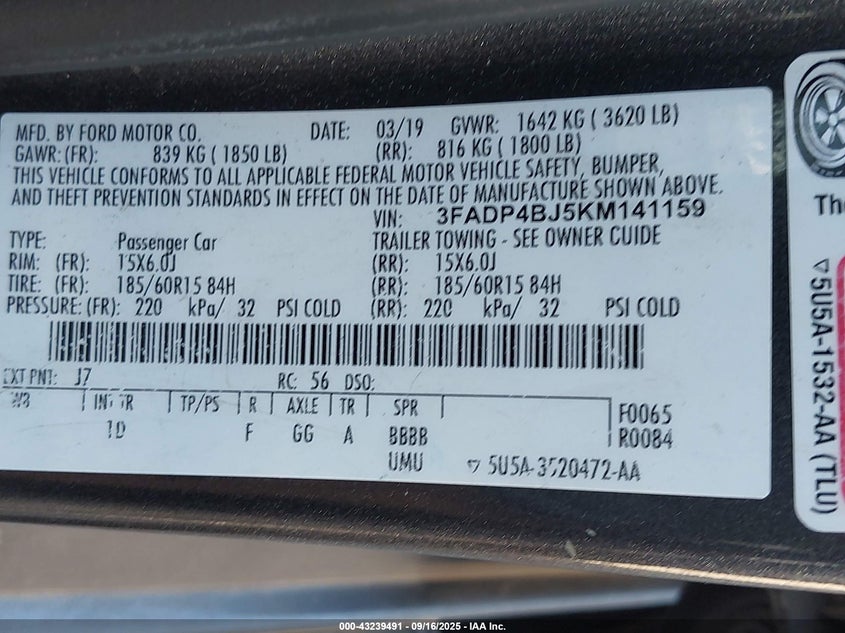 MFD. BY FORD MOTOR CO. DATE: 03/19 GVWR: 1642 KG ( 3620 LB)
GAWR: (FR): 839 KG ( 1850 LB) (RR): 816 KG ( 1800 LB)
THIS VEHICLE CONFORMS TO ALL APPLICABLE FEDERAL MOTOR VEHICLE SAFETY, BUMPER,
AND THEFT PREVENTION STANDARDS IN EFFECT ON THE DATE OF MANUFACTURE SHOWN ABOVE.
VIN: 3FADP4BJ5KM141159
TYPE: Passenger Car TRAILER TOWING - SEE OWNER GUIDE
RIM: (FR): 15X6.0J (RR): 15X6.0J
TIRE: (FR): 185/60R15 84H (RR): 185/60R15 84H
PRESSURE: (FR): 220 kPa/ 32 PSI COLD (RR): 220 kPa/ 32 PSI COLD
EXT PNT: J7 RC: 56 DSO:
WB INT TR TP/PS R AXLE TR SPR F0065
F GG A BBBB R0084
UMU 5U5A-3520472-AA
5U5A-1532-AA (TLU)
000-43239491 - 09/16/2025 - IAA Inc.